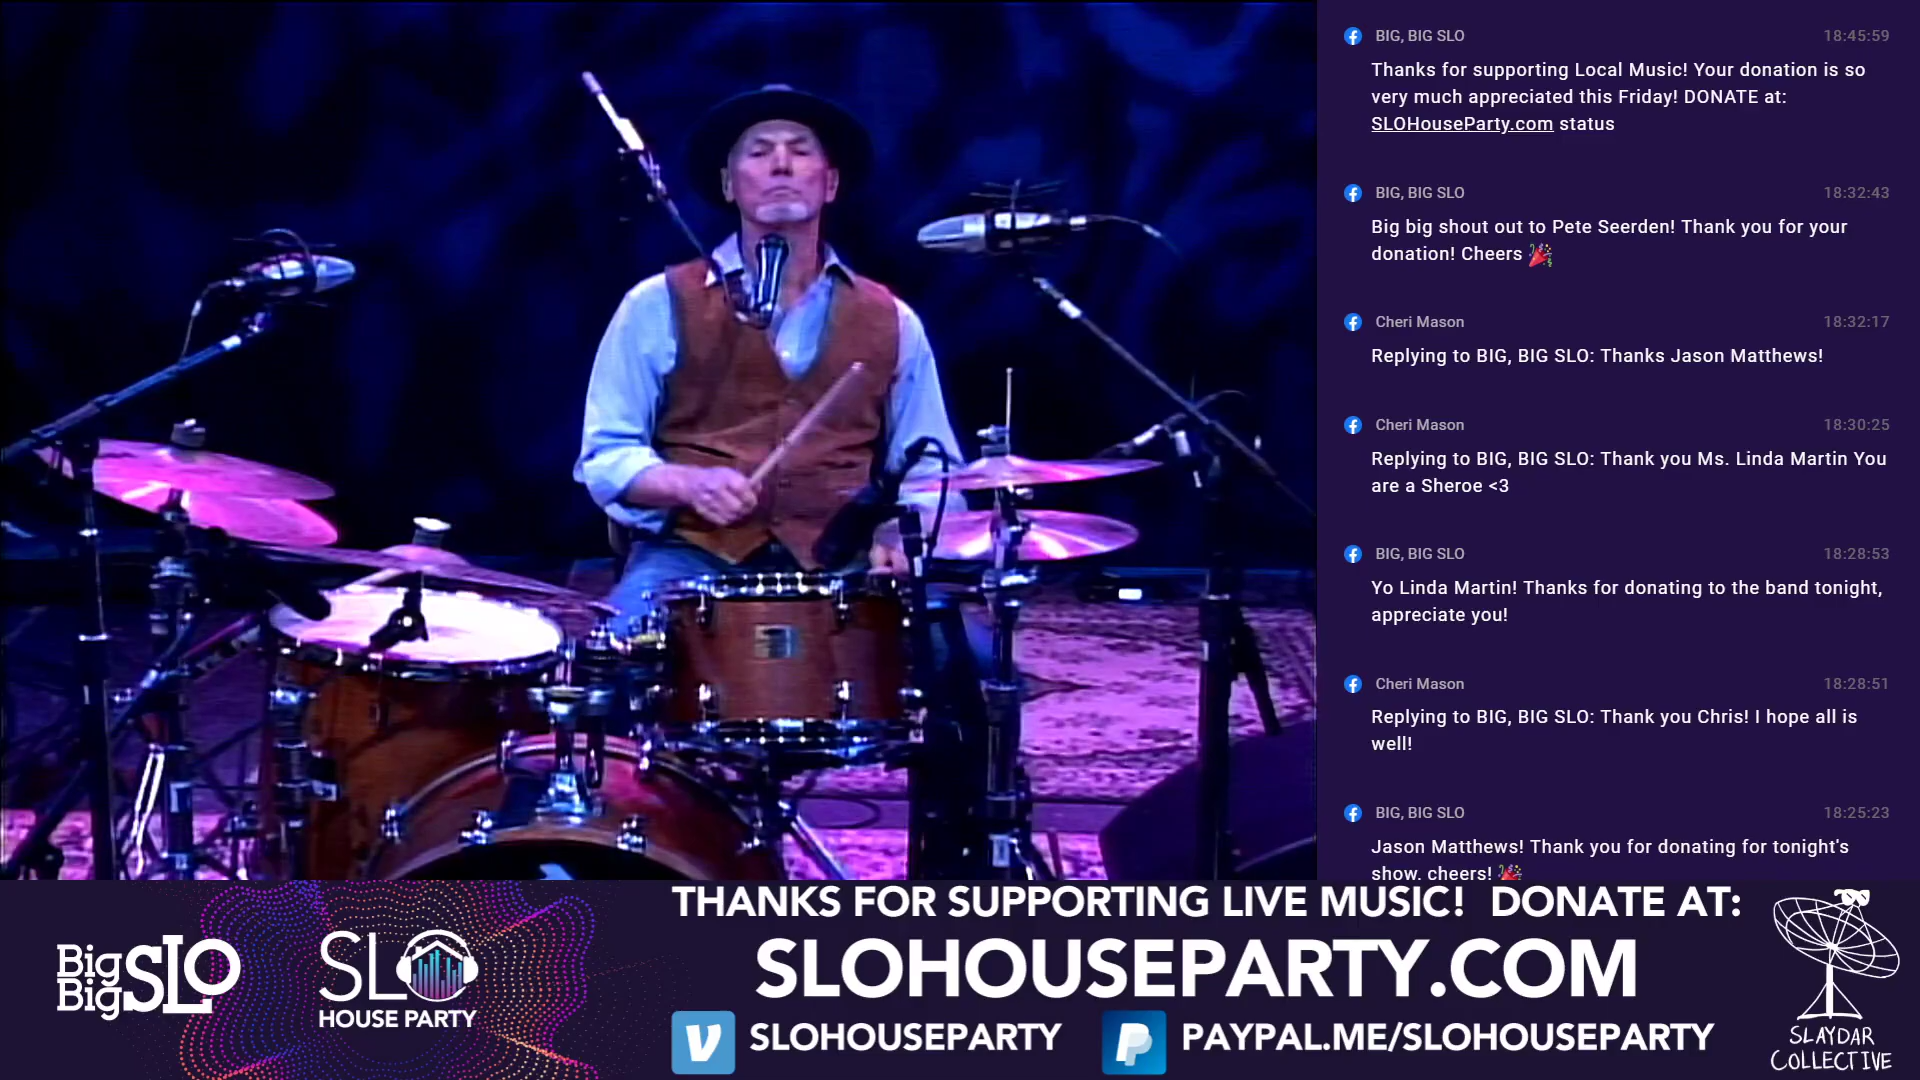 BIG, BIG SLO 18:45:59
Thanks for supporting Local Music! Your donation is so
very much appreciated this Friday! DONATE at:
SLOHouseParty.com status
BIG, BIG SLO 18:32:43
Big big shout out to Pete Seerden! Thank you for your
donation! Cheers 🎉
Cheri Mason 18:32:17
Replying to BIG, BIG SLO: Thanks Jason Matthews!
Cheri Mason 18:30:25
Replying to BIG, BIG SLO: Thank you Ms. Linda Martin You
are a Sheroe <3
BIG, BIG SLO 18:28:53
Yo Linda Martin! Thanks for donating to the band tonight,
appreciate you!
Cheri Mason 18:28:51
Replying to BIG, BIG SLO: Thank you Chris! I hope all is
well!
BIG, BIG SLO 18:25:23
Jason Matthews! Thank you for donating for tonight's
show. cheers! 🎉
Big
Big SLO
SLO
HOUSE PARTY
THANKS FOR SUPPORTING LIVE MUSIC! DONATE AT:
SLOHOUSEPARTY.COM
SLOHOUSEPARTY
PAYPAL.ME/SLOHOUSEPARTY
SLAYDAR
COLLECTIVE